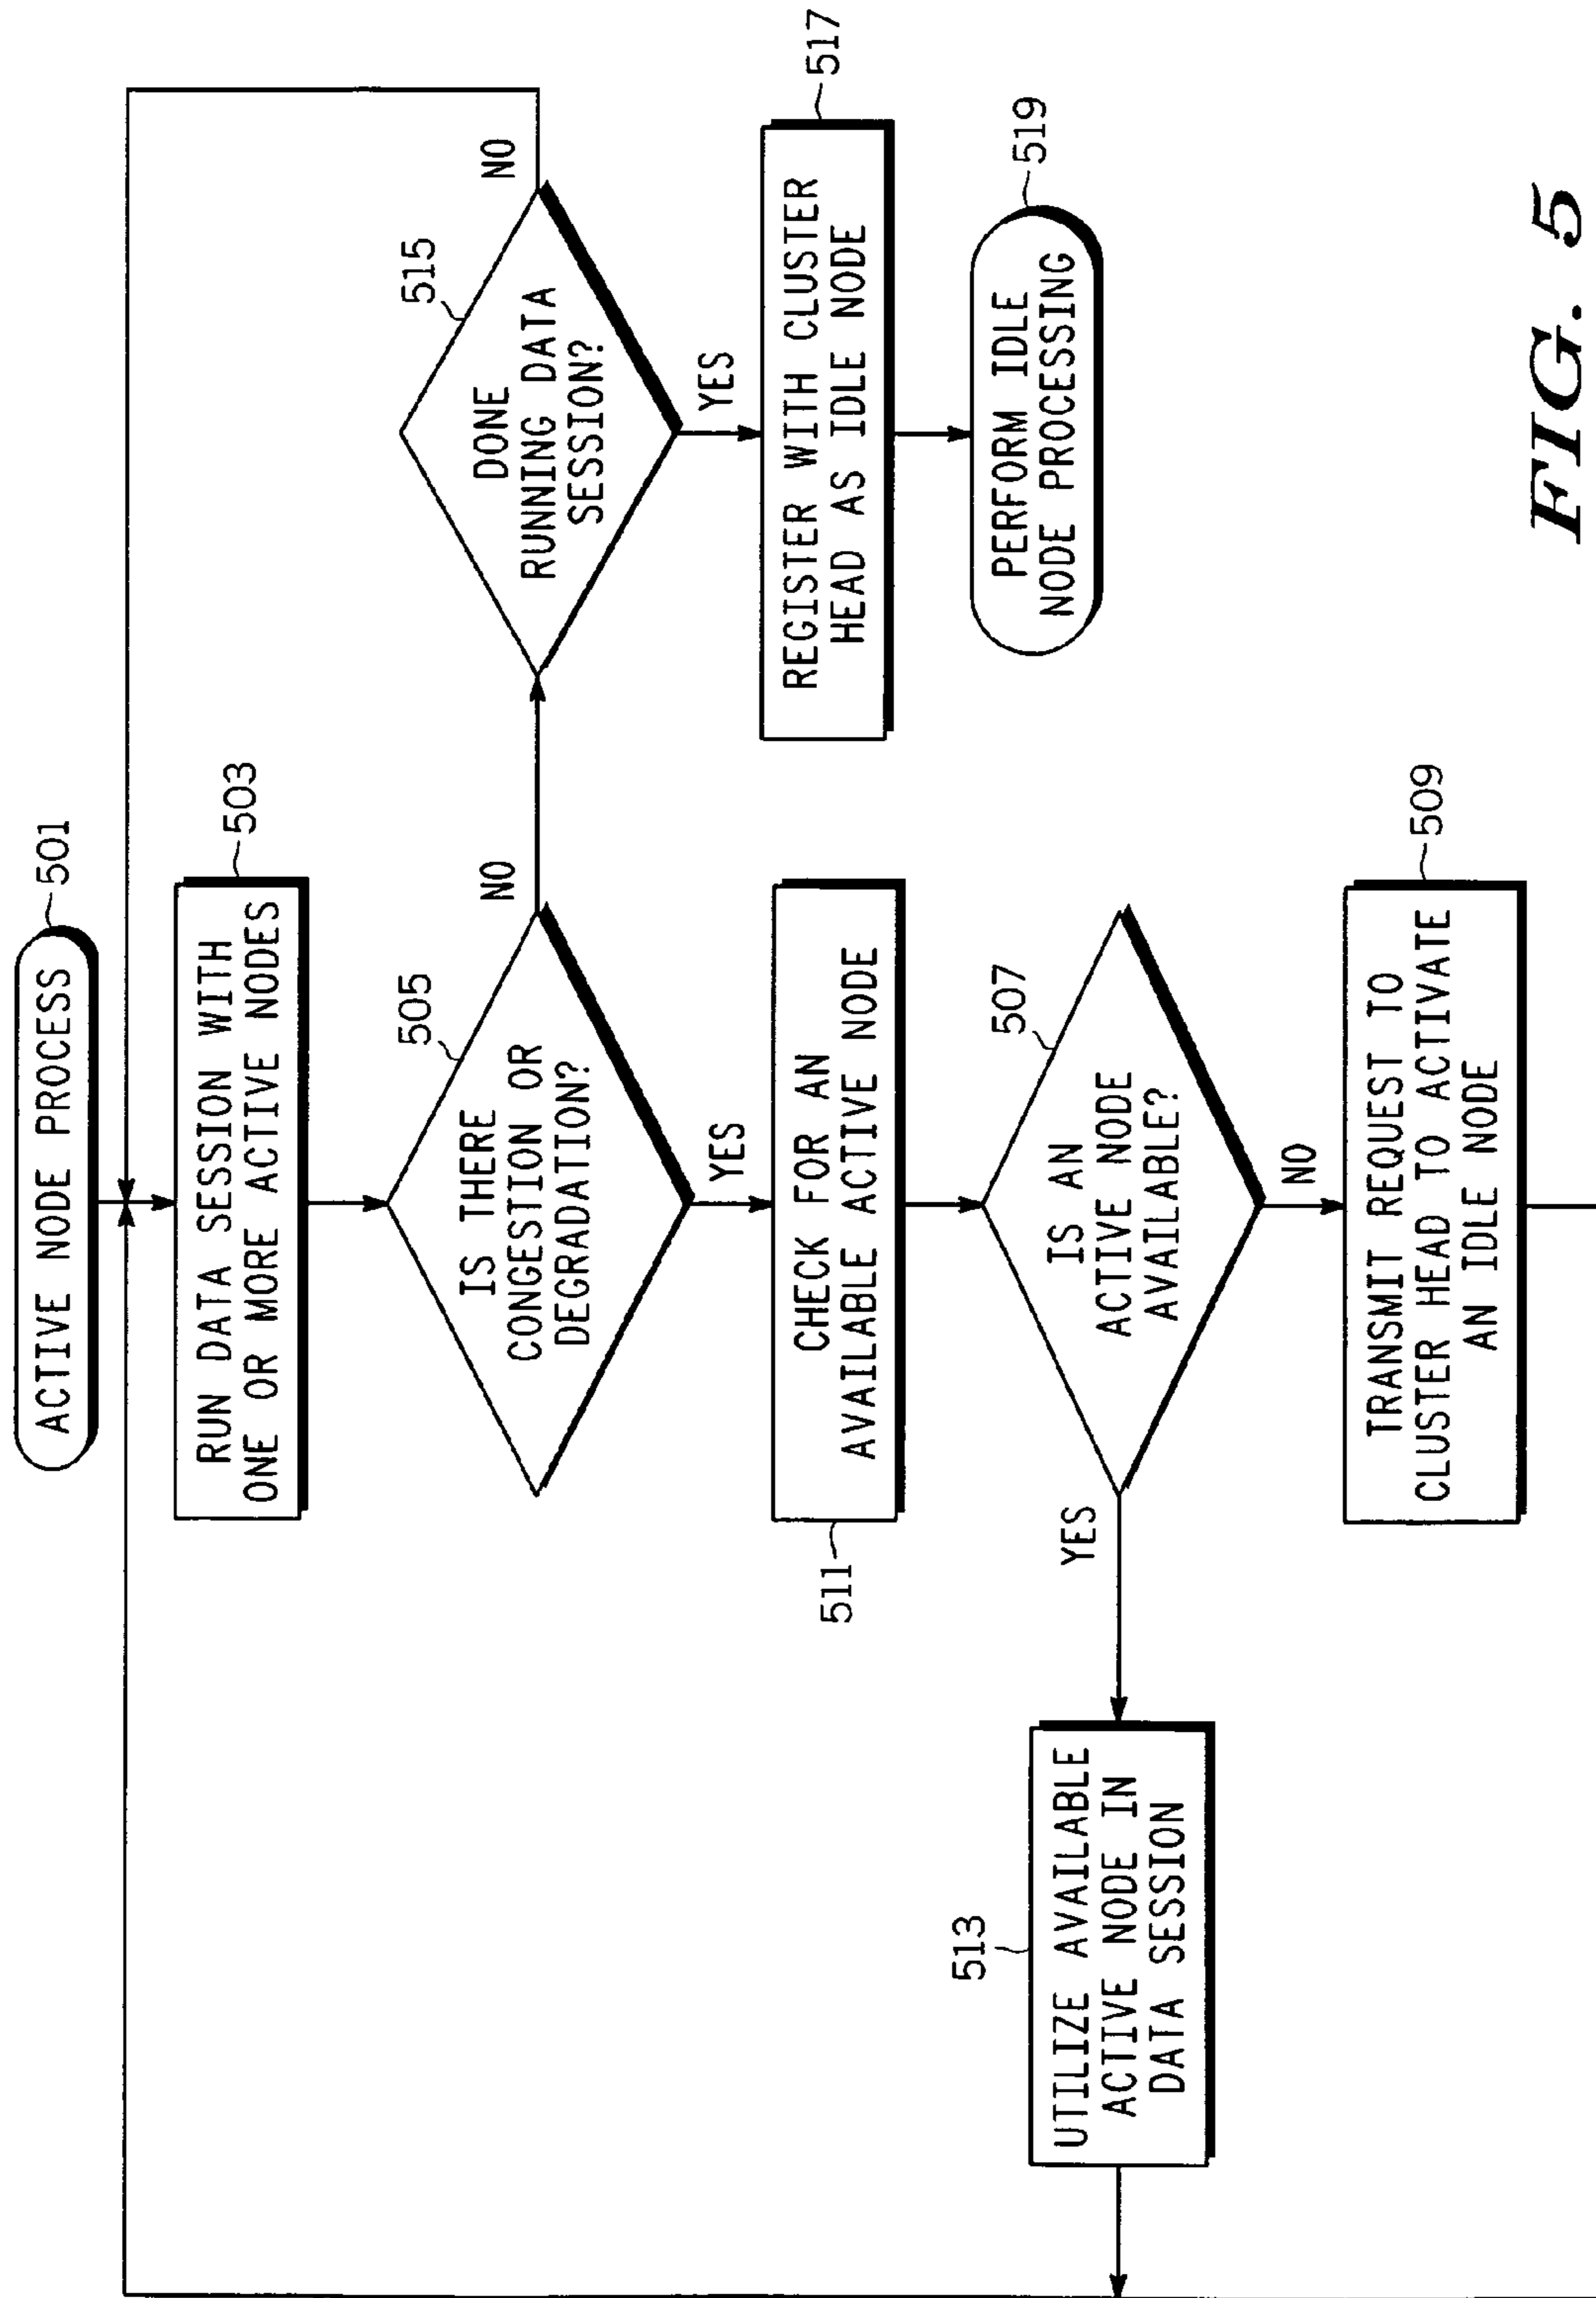 ACTIVE NODE PROCESS
501
RUN DATA SESSION WITH
ONE OR MORE ACTIVE NODES
503
IS THERE
CONGESTION OR
DEGRADATION?
505
NO
YES
DONE
RUNNING DATA
SESSION?
515
NO
YES
CHECK FOR AN
AVAILABLE ACTIVE NODE
511
REGISTER WITH CLUSTER
HEAD AS IDLE NODE
517
IS AN
ACTIVE NODE
AVAILABLE?
507
YES
NO
PERFORM IDLE
NODE PROCESSING
519
UTILIZE AVAILABLE
ACTIVE NODE IN
DATA SESSION
513
TRANSMIT REQUEST TO
CLUSTER HEAD TO ACTIVATE
AN IDLE NODE
509
FIG. 5